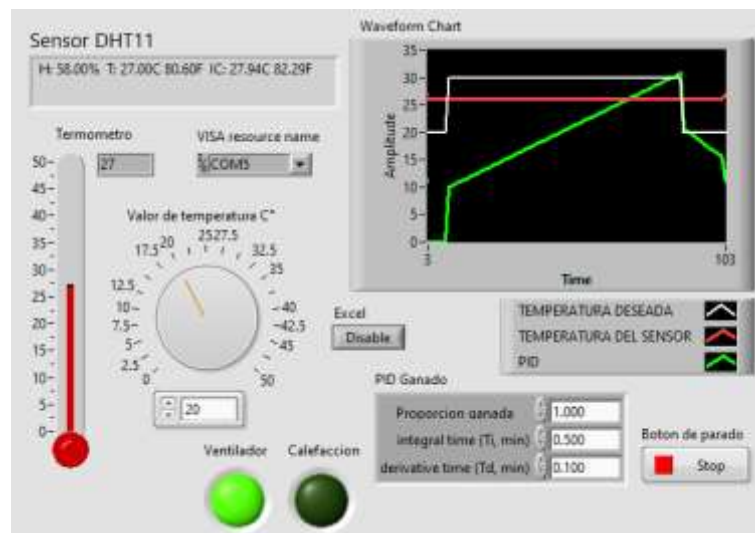 Waveform Chart
Sensor DHT11
H: 58.00% T: 27.00C 80.60F IC: 27.94C 82.29F
Termometro
27
VISA resource name
COM5
50
45
40
35
30
25
20
15
10
5
0
Valor de temperatura C°
0
2.5
5
7.5
10
12.5
17.5
20
25
27.5
32.5
35
40
42.5
45
50
20
Amplitude
35
30
25
20
15
10
5
0
3
103
Time
TEMPERATURA DESEADA
TEMPERATURA DEL SENSOR
PID
Excel
Disable
PID Ganado
Proporcion ganada
1.000
integral time (Ti, min)
0.500
derivative time (Td, min)
0.100
Boton de parado
Stop
Ventilador
Calefaccion